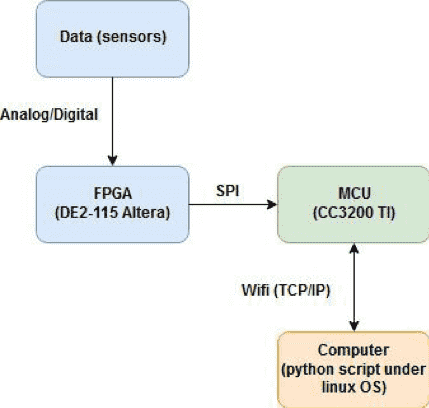 Data (sensors)
Analog/Digital
FPGA
(DE2-115 Altera)
SPI
MCU
(CC3200 TI)
Wifi (TCP/IP)
Computer
(python script under
linux OS)